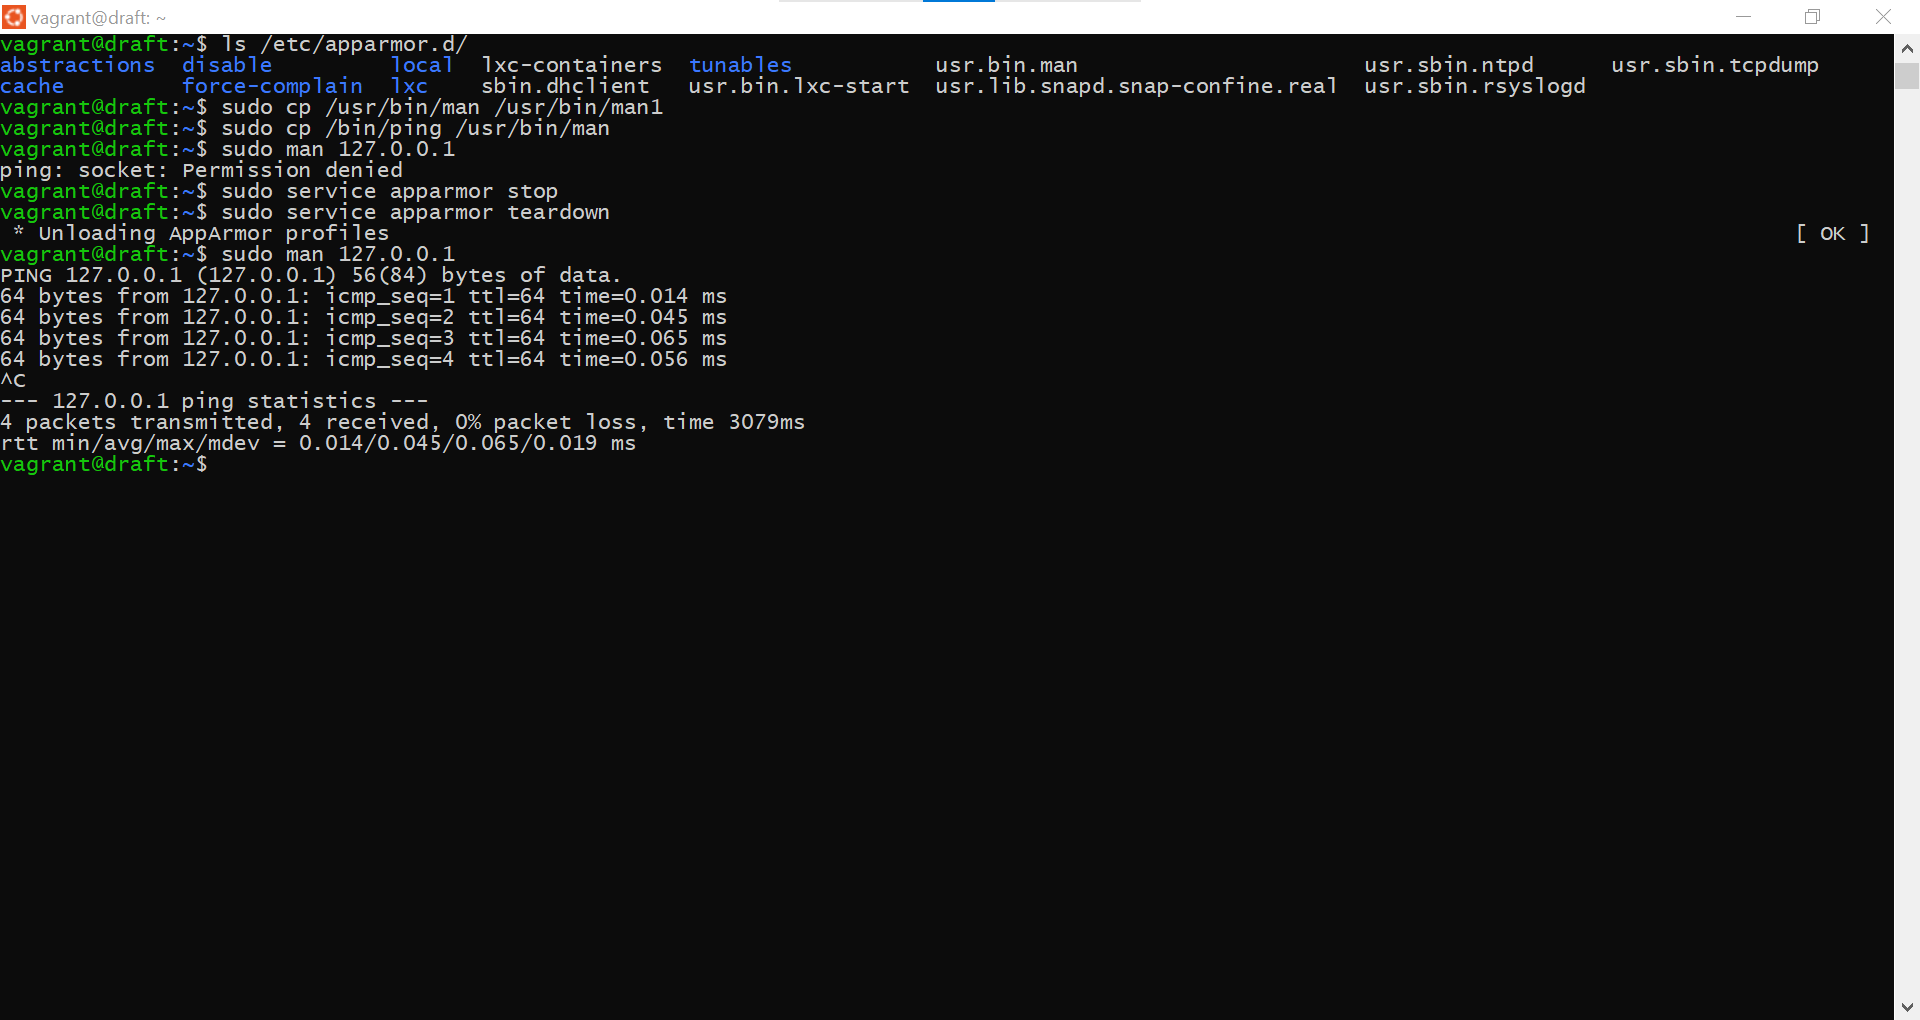 vagrant@draft: ~
vagrant@draft:~$ ls /etc/apparmor.d/
abstractions  disable         local  lxc-containers  tunables           usr.bin.man                      usr.sbin.ntpd      usr.sbin.tcpdump
cache         force-complain  lxc    sbin.dhclient   usr.bin.lxc-start  usr.lib.snapd.snap-confine.real  usr.sbin.rsyslogd
vagrant@draft:~$ sudo cp /usr/bin/man /usr/bin/man1
vagrant@draft:~$ sudo cp /bin/ping /usr/bin/man
vagrant@draft:~$ sudo man 127.0.0.1
ping: socket: Permission denied
vagrant@draft:~$ sudo service apparmor stop
vagrant@draft:~$ sudo service apparmor teardown
 * Unloading AppArmor profiles                                                                                                            [ OK ]
vagrant@draft:~$ sudo man 127.0.0.1
PING 127.0.0.1 (127.0.0.1) 56(84) bytes of data.
64 bytes from 127.0.0.1: icmp_seq=1 ttl=64 time=0.014 ms
64 bytes from 127.0.0.1: icmp_seq=2 ttl=64 time=0.045 ms
64 bytes from 127.0.0.1: icmp_seq=3 ttl=64 time=0.065 ms
64 bytes from 127.0.0.1: icmp_seq=4 ttl=64 time=0.056 ms
^C
--- 127.0.0.1 ping statistics ---
4 packets transmitted, 4 received, 0% packet loss, time 3079ms
rtt min/avg/max/mdev = 0.014/0.045/0.065/0.019 ms
vagrant@draft:~$